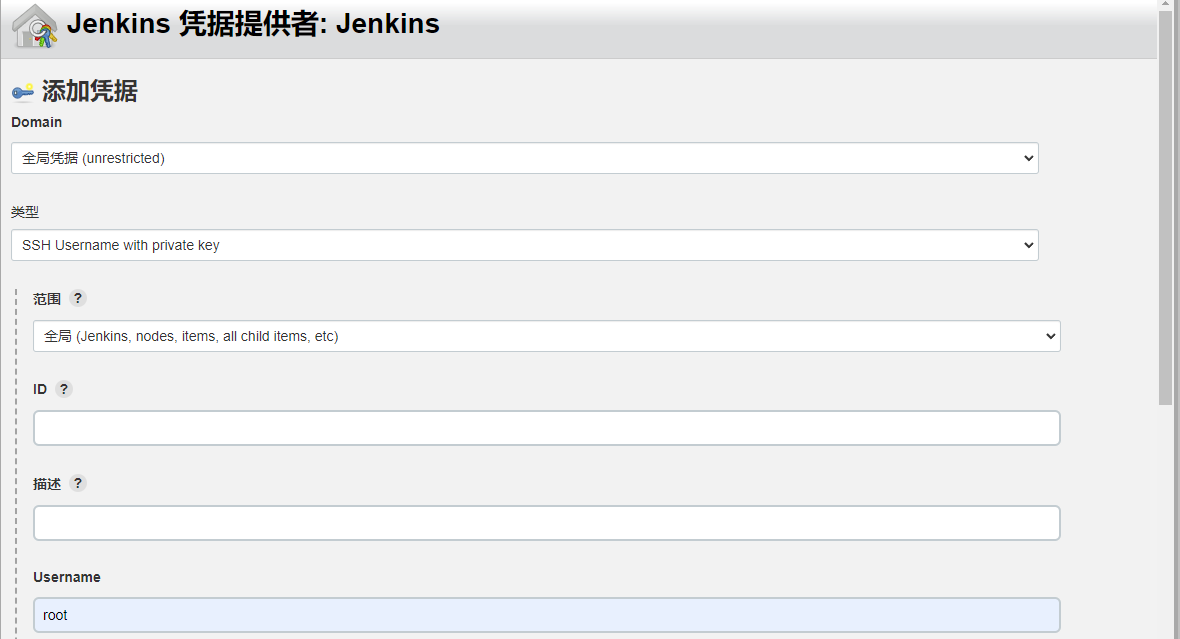 Jenkins 凭据提供者: Jenkins
添加凭据
Domain
全局凭据 (unrestricted)
类型
SSH Username with private key
范围 ?
全局 (Jenkins, nodes, items, all child items, etc)
ID ?
描述 ?
Username
root